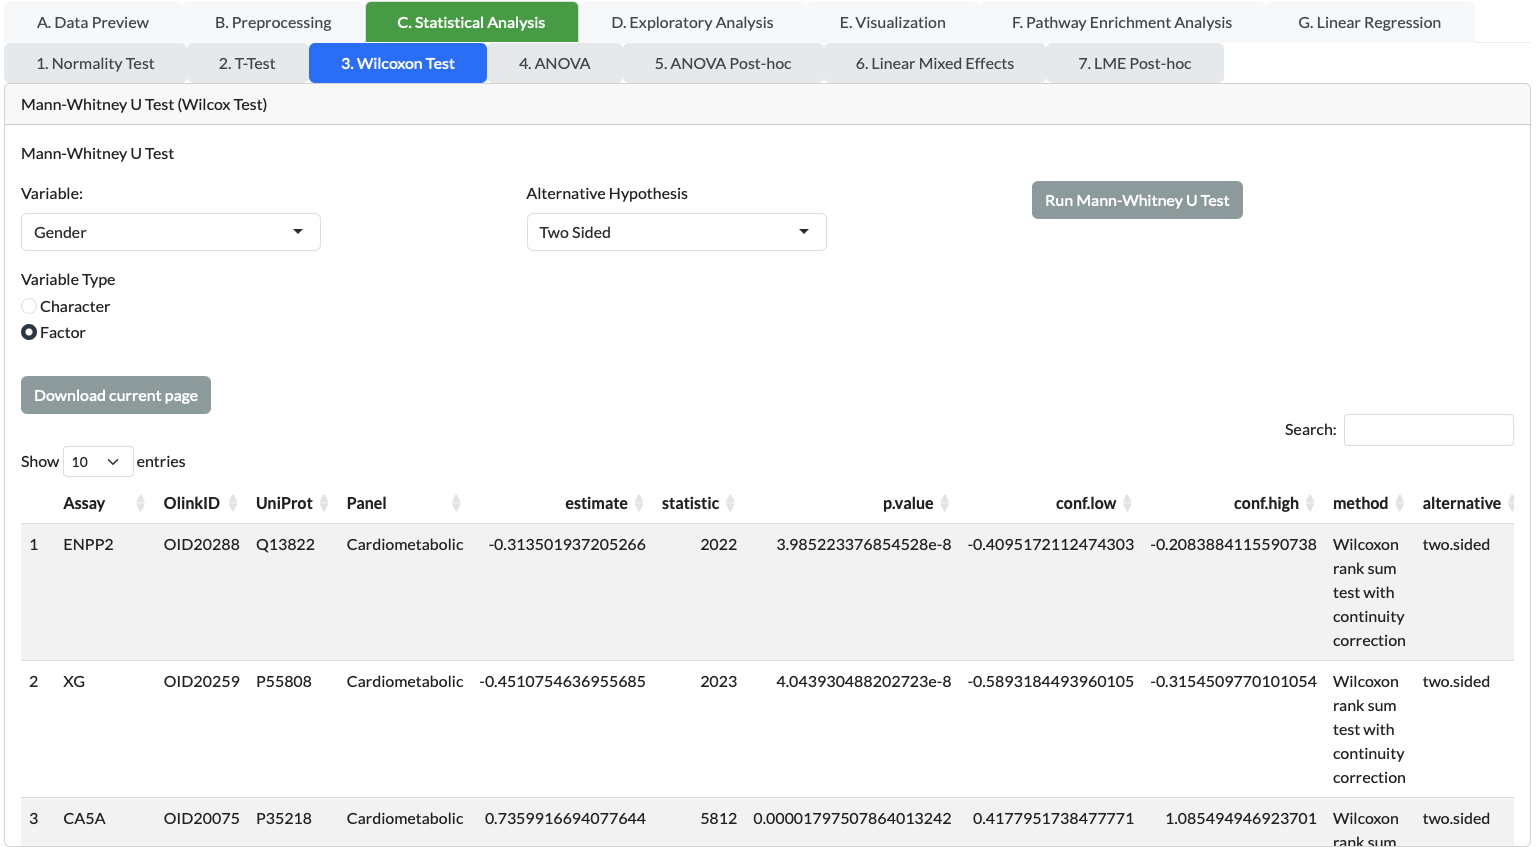 A. Data Preview B. Preprocessing C. Statistical Analysis D. Exploratory Analysis E. Visualization F. Pathway Enrichment Analysis G. Linear Regression
1. Normality Test 2. T-Test 3. Wilcoxon Test 4. ANOVA 5. ANOVA Post-hoc 6. Linear Mixed Effects 7. LME Post-hoc
Mann-Whitney U Test (Wilcox Test)
Mann-Whitney U Test
Variable: Alternative Hypothesis Run Mann-Whitney U Test
Gender Two Sided
Variable Type
Character
Factor
Download current page
Search:
Show 10 entries
Assay OlinkID UniProt Panel estimate statistic p.value conf.low conf.high method alternative
1 ENPP2 OID20288 Q13822 Cardiometabolic -0.313501937205266 2022 3.985223376854528e-8 -0.4095172112474303 -0.2083884115590738 Wilcoxon two.sided
rank sum
test with
continuity
correction
2 XG OID20259 P55808 Cardiometabolic -0.4510754636955685 2023 4.043930488202723e-8 -0.5893184493960105 -0.3154509770101054 Wilcoxon two.sided
rank sum
test with
continuity
correction
3 CA5A OID20075 P35218 Cardiometabolic 0.7359916694077644 5812 0.00001797507864013242 0.4177951738477771 1.085494946923701 Wilcoxon two.sided
rank sum